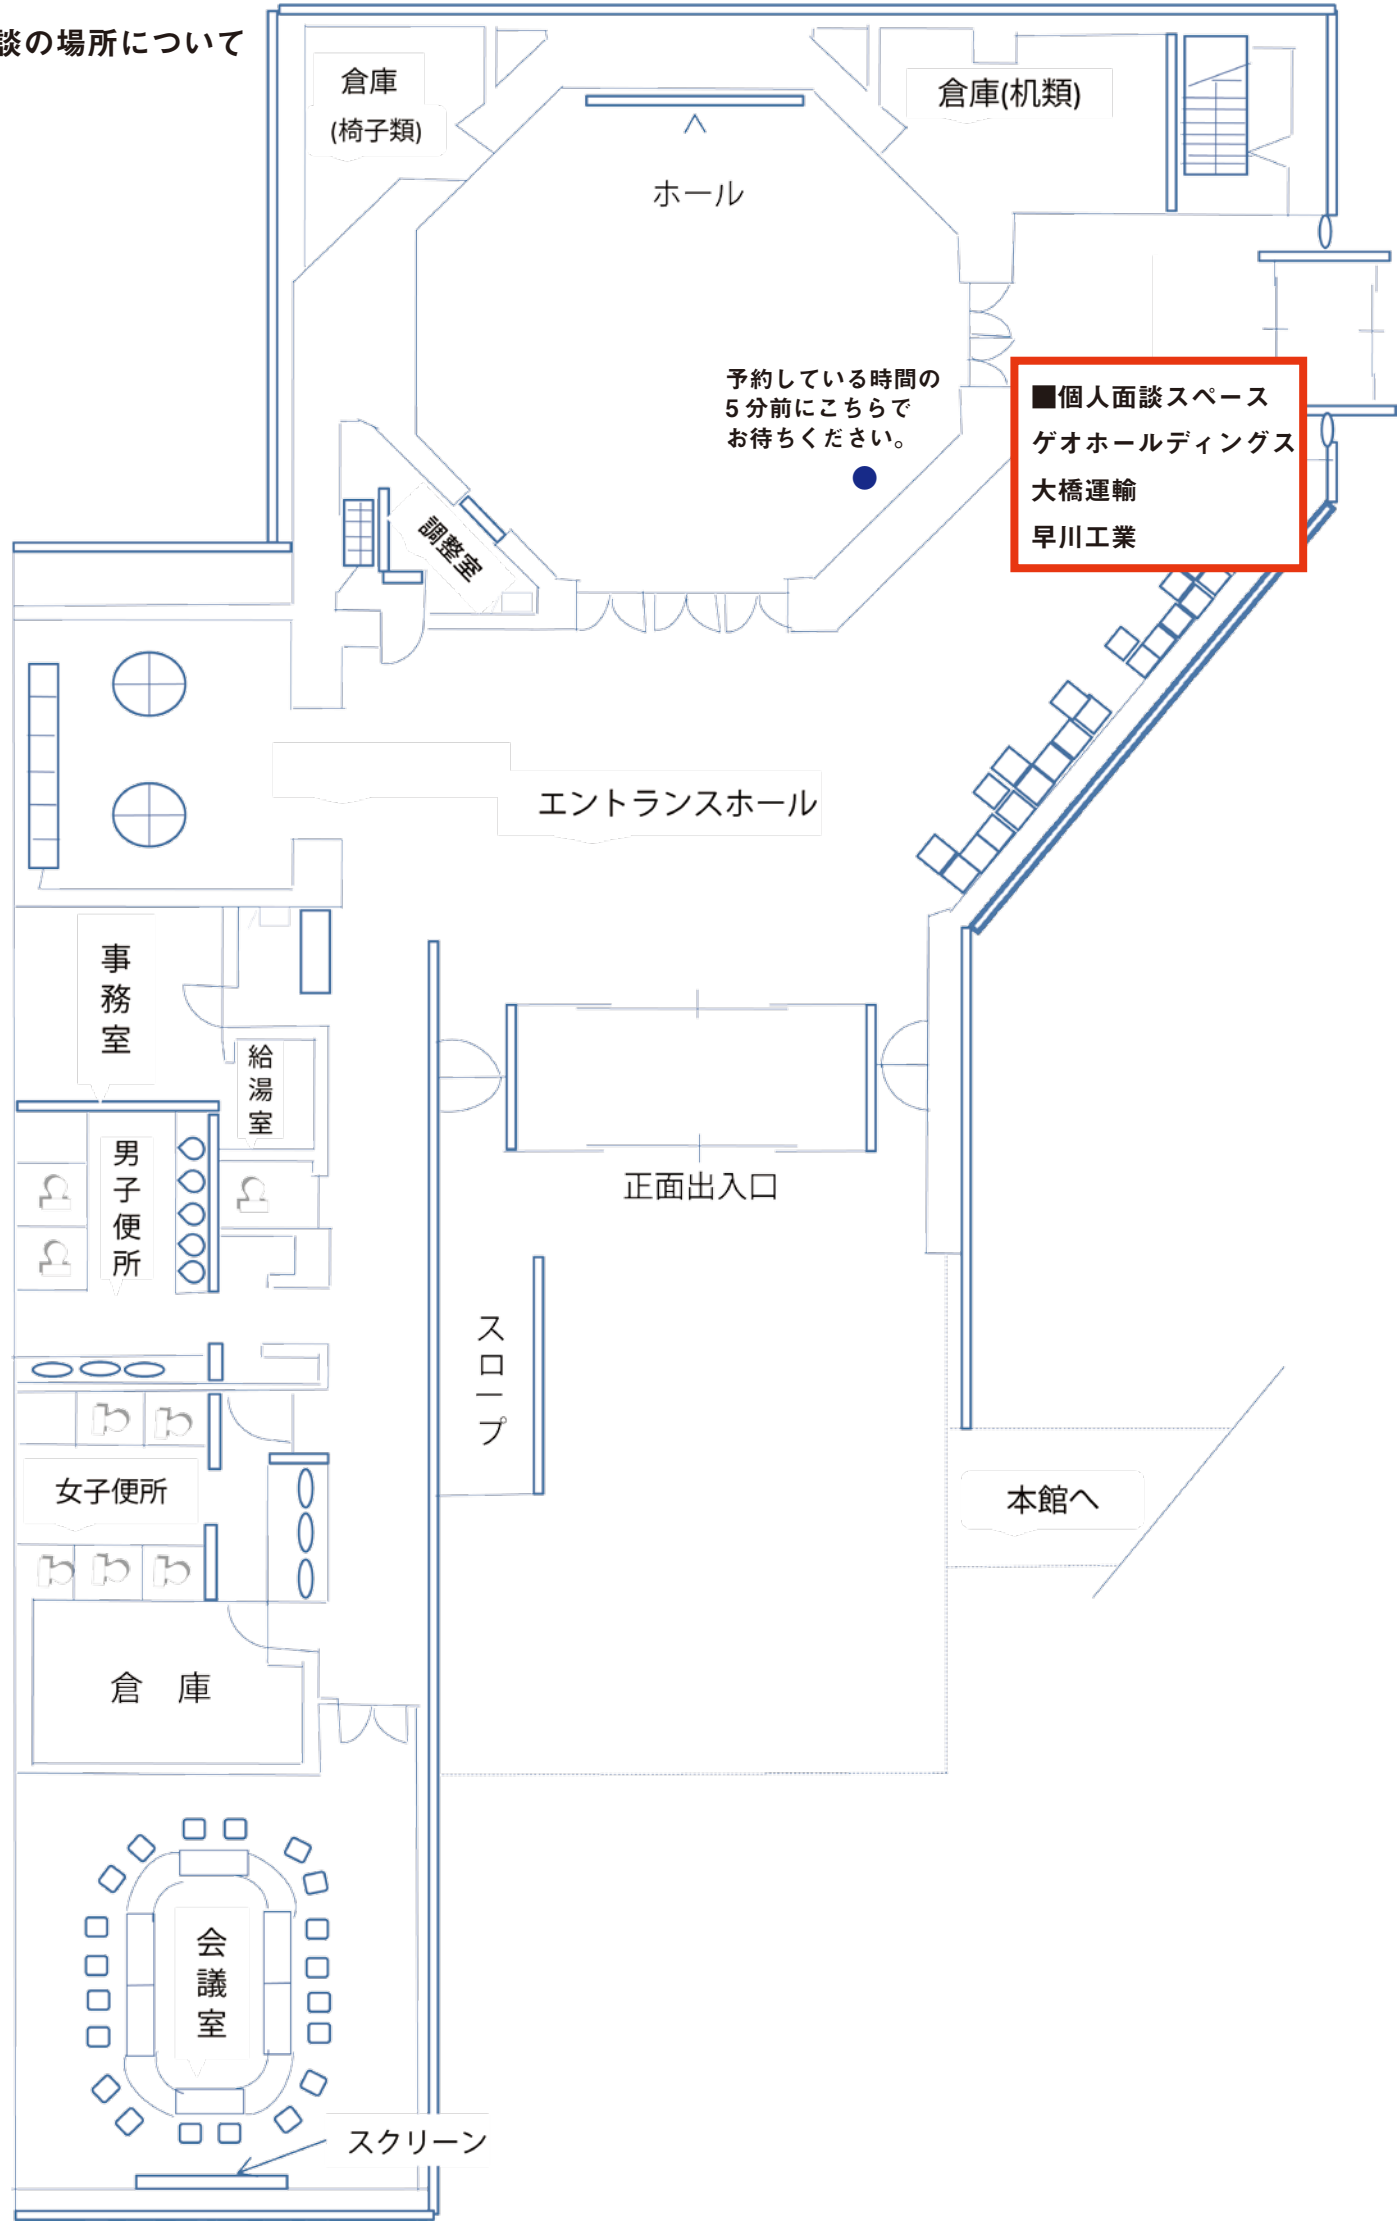 談の場所について
倉庫
(椅子類)
倉庫(机類)
ホール
予約している時間の
5分前にこちらで
お待ちください。
■個人面談スペース
ゲオホールディングス
大橋運輸
早川工業
調整室
エントランスホール
事務室
給湯室
男子便所
正面出入口
スロープ
女子便所
本館へ
倉　庫
会議室
スクリーン